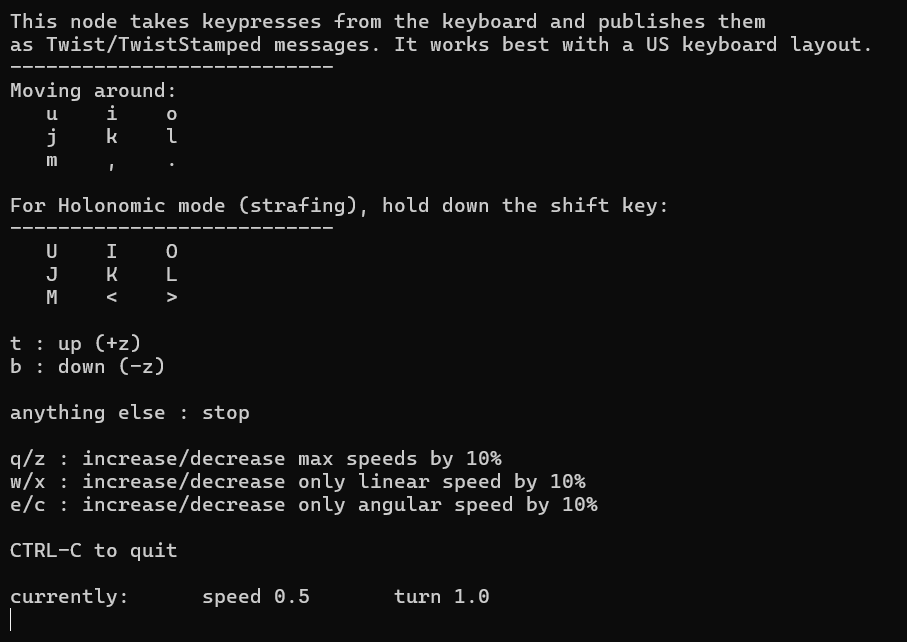 This node takes keypresses from the keyboard and publishes them
as Twist/TwistStamped messages. It works best with a US keyboard layout.
---------------------------
Moving around:
   u    i    o
   j    k    l
   m    ,    .

For Holonomic mode (strafing), hold down the shift key:
---------------------------
   U    I    O
   J    K    L
   M    <    >

t : up (+z)
b : down (-z)

anything else : stop

q/z : increase/decrease max speeds by 10%
w/x : increase/decrease only linear speed by 10%
e/c : increase/decrease only angular speed by 10%

CTRL-C to quit

currently:      speed 0.5       turn 1.0